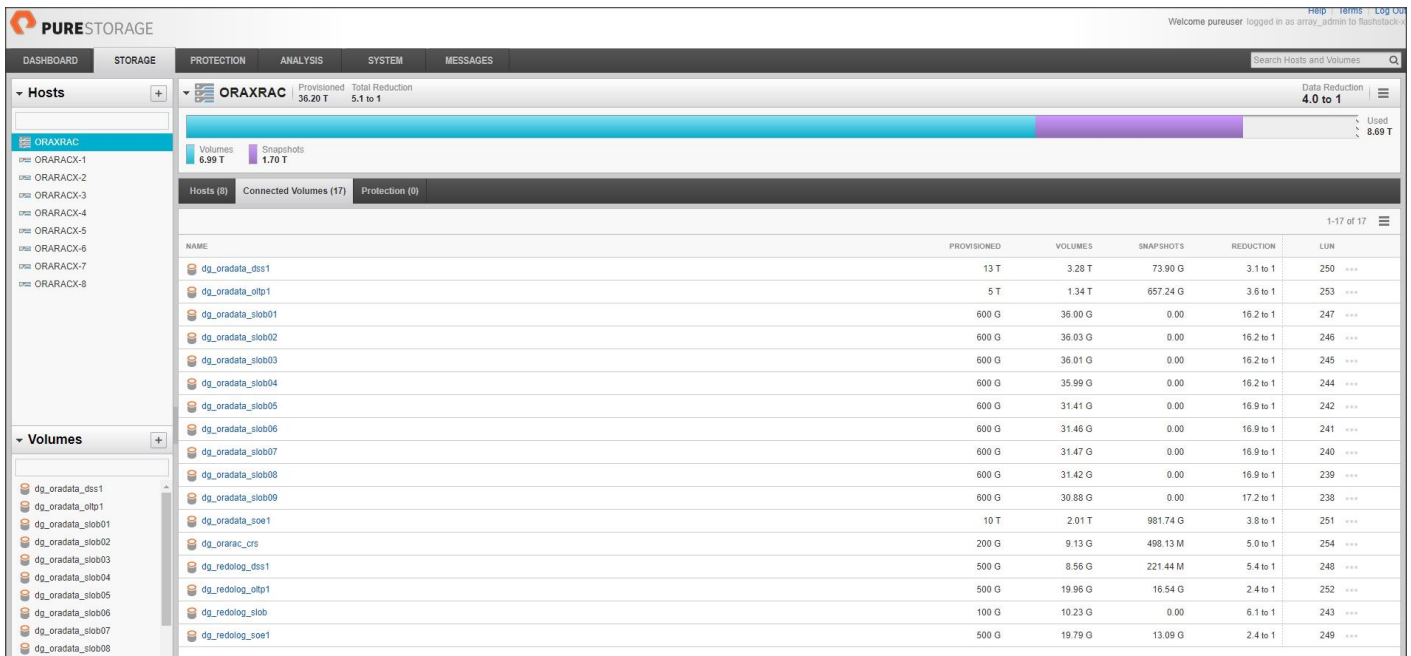 Help Terms Log Out
PURESTORAGE
Welcome pureuser logged in as array_admin to flashstack-x
DASHBOARD STORAGE PROTECTION ANALYSIS SYSTEM MESSAGES Search Hosts and Volumes
Hosts +
ORAXRAC
ORARACX-1
ORARACX-2
ORARACX-3
ORARACX-4
ORARACX-5
ORARACX-6
ORARACX-7
ORARACX-8
Volumes +
dg_oradata_dss1
dg_oradata_oltp1
dg_oradata_slob01
dg_oradata_slob02
dg_oradata_slob03
dg_oradata_slob04
dg_oradata_slob05
dg_oradata_slob06
dg_oradata_slob07
dg_oradata_slob08
ORAXRAC Provisioned 36.20 T Total Reduction 5.1 to 1 Data Reduction 4.0 to 1
Used
8.69 T
Volumes Snapshots
6.99 T 1.70 T
Hosts (8) Connected Volumes (17) Protection (0)
1-17 of 17
NAME PROVISIONED VOLUMES SNAPSHOTS REDUCTION LUN
dg_oradata_dss1 13 T 3.28 T 73.90 G 3.1 to 1 250
dg_oradata_oltp1 5 T 1.34 T 657.24 G 3.6 to 1 253
dg_oradata_slob01 600 G 36.00 G 0.00 16.2 to 1 247
dg_oradata_slob02 600 G 36.03 G 0.00 16.2 to 1 246
dg_oradata_slob03 600 G 36.01 G 0.00 16.2 to 1 245
dg_oradata_slob04 600 G 35.99 G 0.00 16.2 to 1 244
dg_oradata_slob05 600 G 31.41 G 0.00 16.9 to 1 242
dg_oradata_slob06 600 G 31.46 G 0.00 16.9 to 1 241
dg_oradata_slob07 600 G 31.47 G 0.00 16.9 to 1 240
dg_oradata_slob08 600 G 31.42 G 0.00 16.9 to 1 239
dg_oradata_slob09 600 G 30.88 G 0.00 17.2 to 1 238
dg_oradata_soe1 10 T 2.01 T 981.74 G 3.8 to 1 251
dg_orarac_crs 200 G 9.13 G 498.13 M 5.0 to 1 254
dg_redolog_dss1 500 G 8.56 G 221.44 M 5.4 to 1 248
dg_redolog_oltp1 500 G 19.96 G 16.54 G 2.4 to 1 252
dg_redolog_slob 100 G 10.23 G 0.00 6.1 to 1 243
dg_redolog_soe1 500 G 19.79 G 13.09 G 2.4 to 1 249